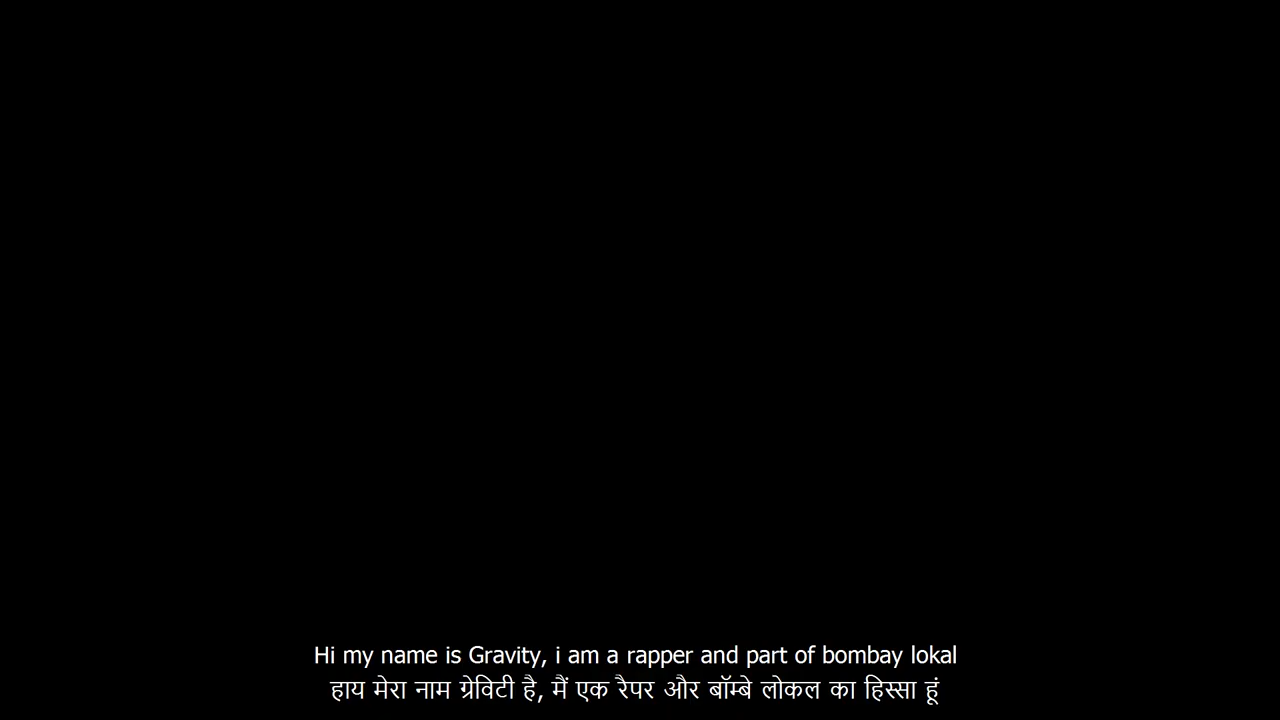 Hi my name is Gravity, i am a rapper and part of bombay lokal
हाय मेरा नाम ग्रेविटी है, मैं एक रैपर और बॉम्बे लोकल का हिस्सा हूं